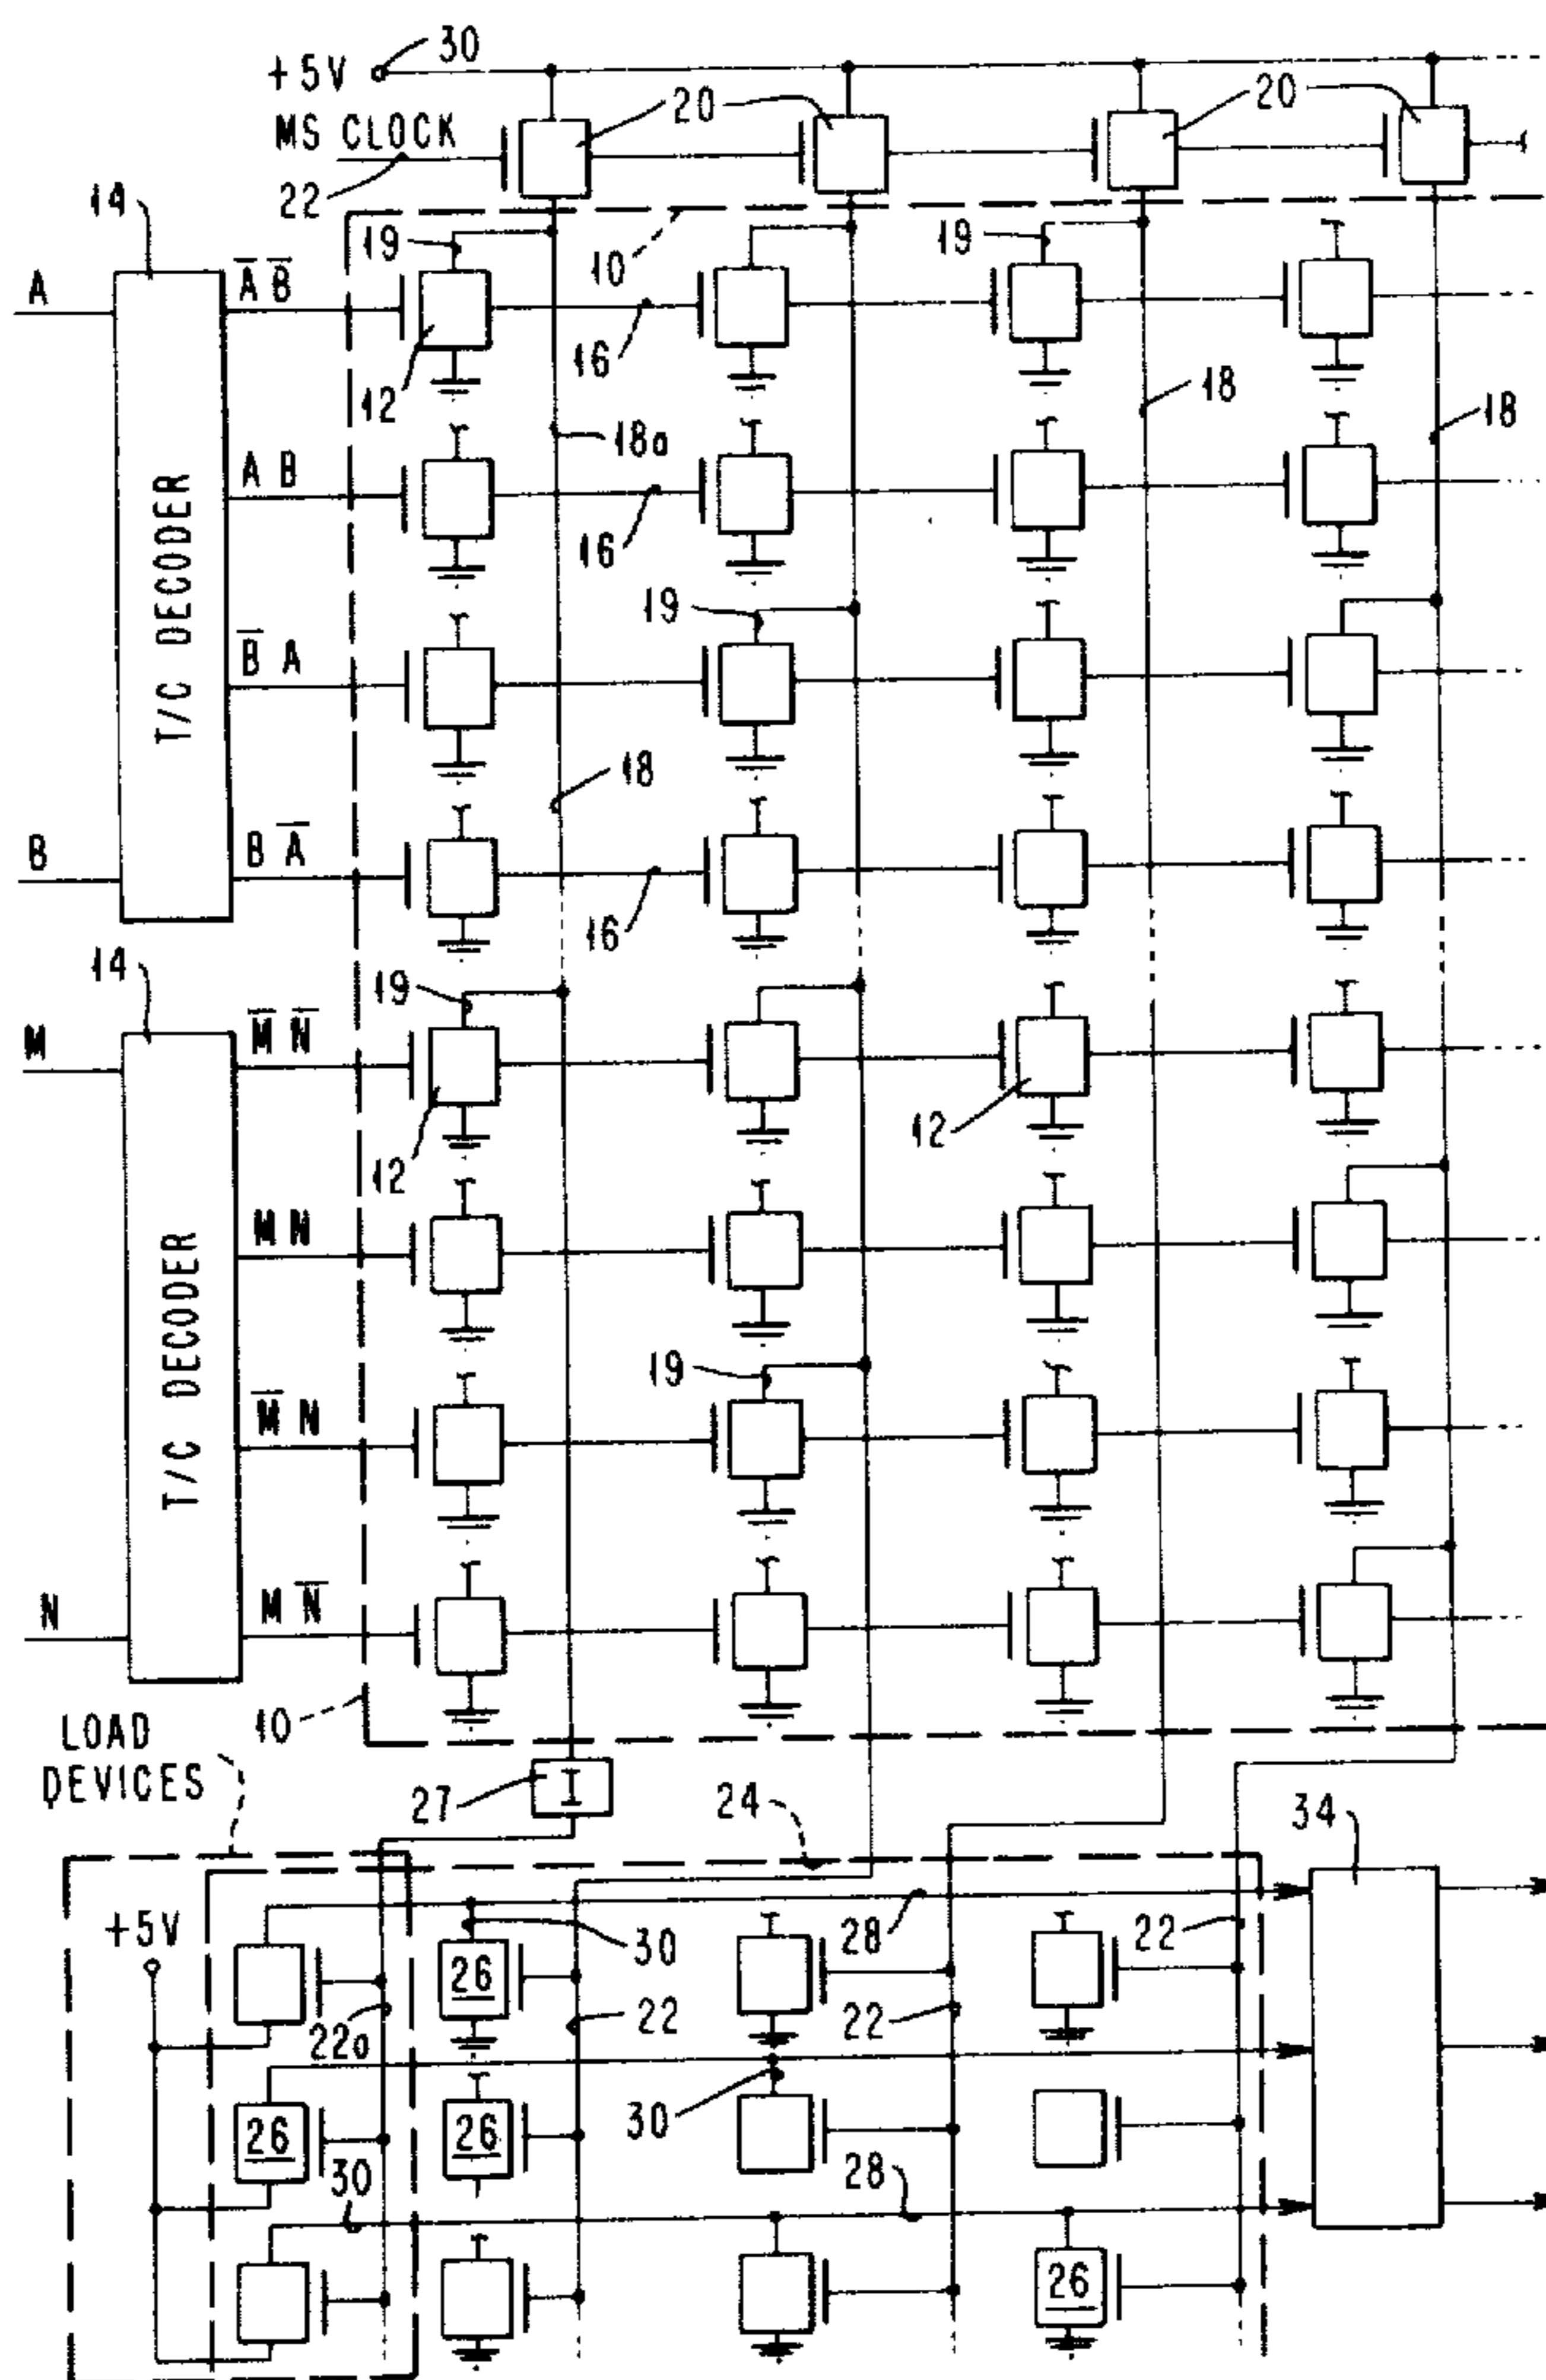 +5V 30
20 20
MS CLOCK
22
14 19 10 19
A A̅ B̅
12 16 18
18a 18
A B
16
19
B̅ A
T/C DECODER
18
B B A̅
16
14 19
M M̅ N̅
12 12
M N
19
T/C DECODER
M̅ N
N M N̅
10
LOAD
DEVICES
27 I 24 34
+5V
26 30 28 22
22a 22 22
26 26 30
30 28
26